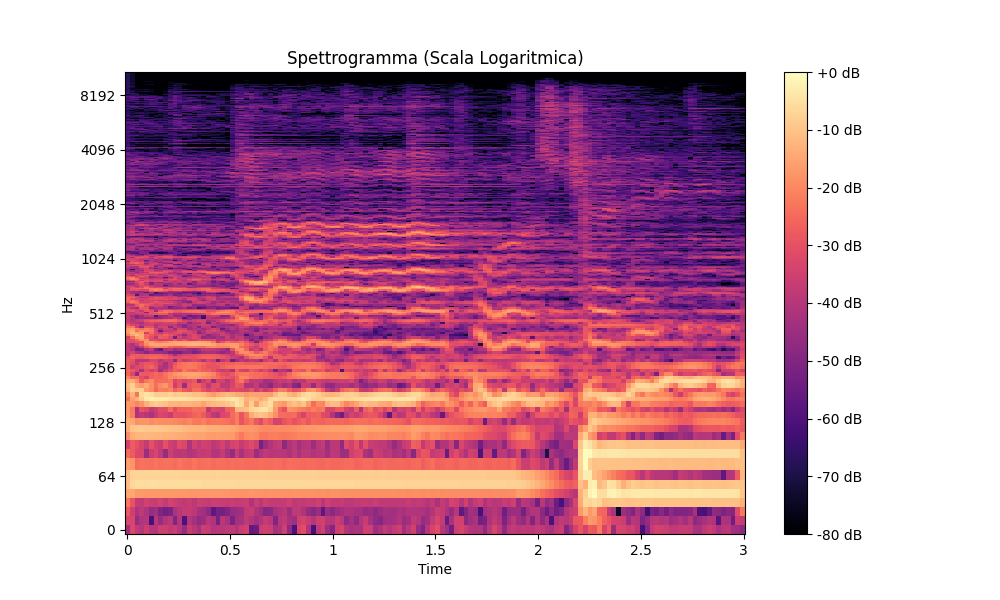 Spettrogramma (Scala Logaritmica)
8192
4096
2048
1024
512
256
128
64
0
Hz
0
0.5
1
1.5
2
2.5
3
Time
+0 dB
-10 dB
-20 dB
-30 dB
-40 dB
-50 dB
-60 dB
-70 dB
-80 dB